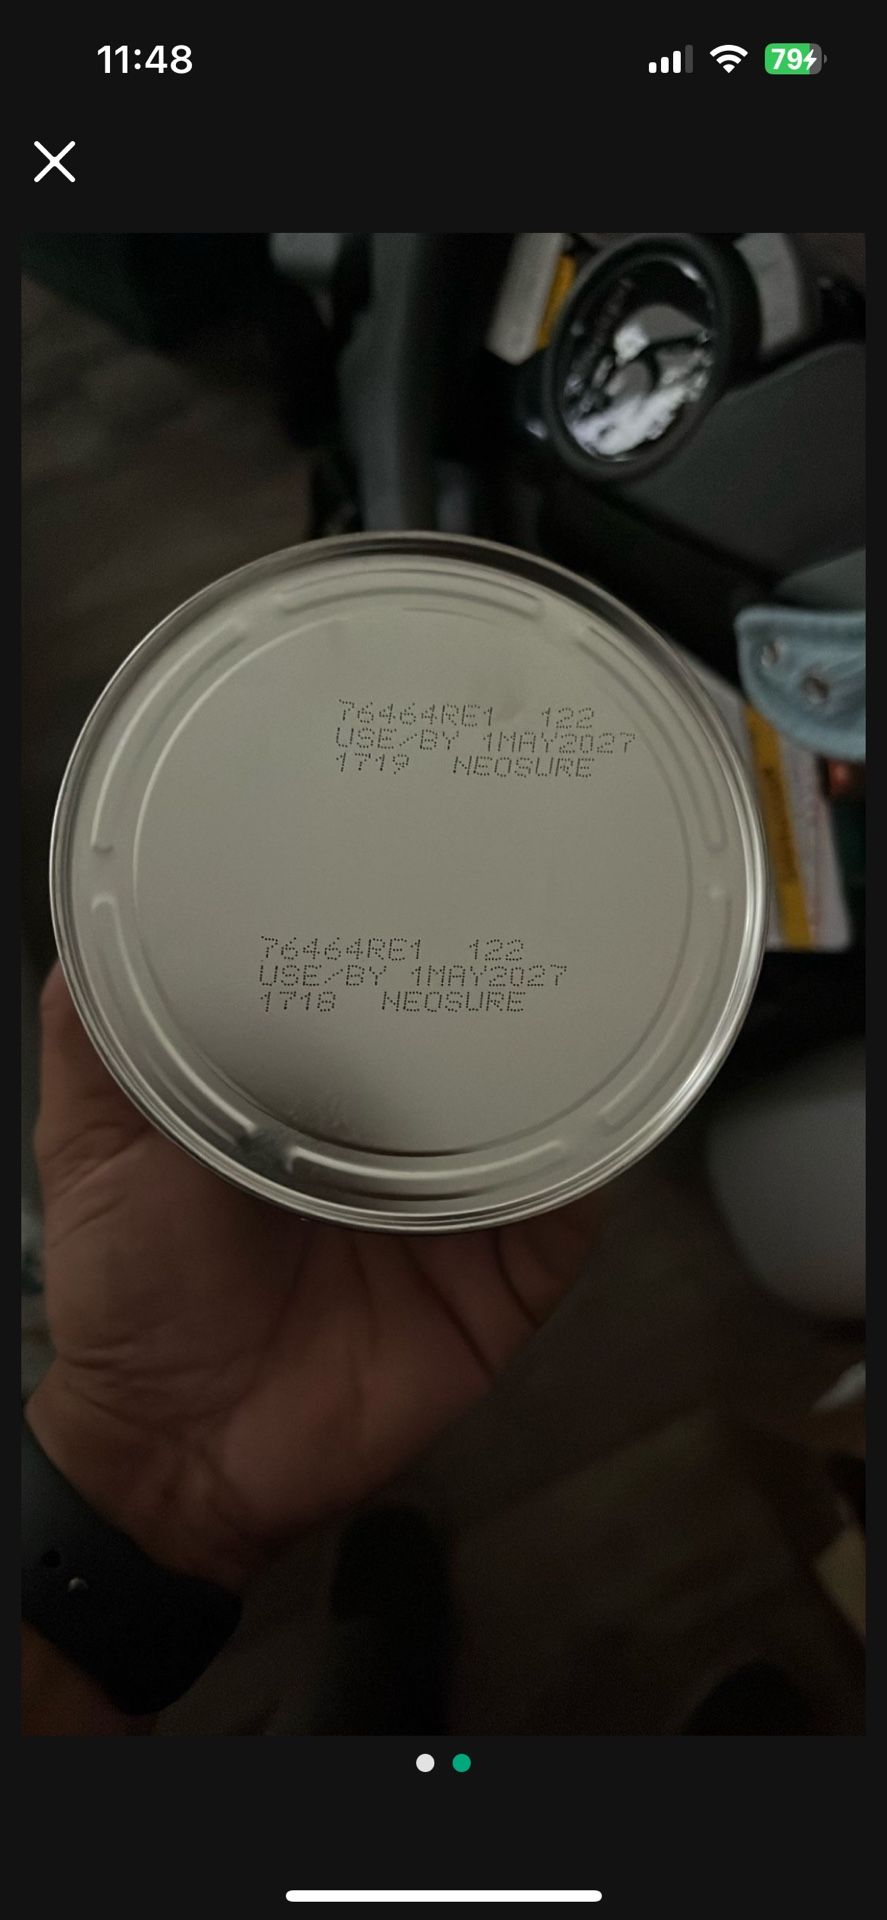 11:48
79
76464RE1 122
USE/BY 1MAY2027
1719 NEOSURE
76464RE1 122
USE/BY 1MAY2027
1718 NEOSURE